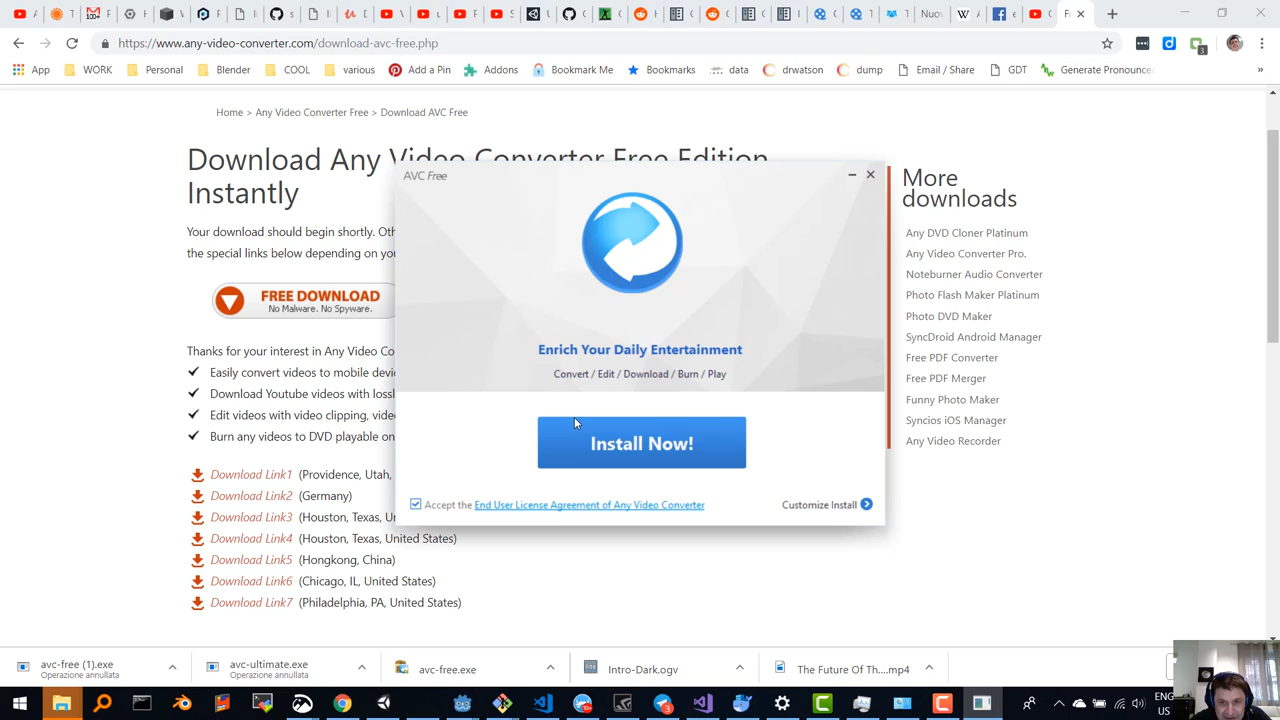 100+
F
https://www.any-video-converter.com/download-avc-free.php
3
App WORK Personal Blender COOL various Add a Pin Addons Bookmark Me Bookmarks data drwatson dump Email / Share GDT Generate Pronounce
Home > Any Video Converter Free > Download AVC Free
Download Any Video Converter Free Edition
Instantly
Your download should begin shortly.
the special links below depending on
FREE DOWNLOAD
No Malware. No Spyware.
Thanks for your interest in Any Video
Easily convert videos to mobile
Download Youtube videos with
Edit videos with video clipping,
Burn any videos to DVD playable on
Download Link1 (Providence, Utah,
Download Link2 (Germany)
Download Link3 (Houston, Texas,
Download Link4 (Houston, Texas, United States)
Download Link5 (Hongkong, China)
Download Link6 (Chicago, IL, United States)
Download Link7 (Philadelphia, PA, United States)
AVC Free
Enrich Your Daily Entertainment
Convert / Edit / Download / Burn / Play
Install Now!
Accept the End User License Agreement of Any Video Converter
Customize Install
More
downloads
Any DVD Cloner Platinum
Any Video Converter Pro.
Noteburner Audio Converter
Photo Flash Maker Platinum
Photo DVD Maker
SyncDroid Android Manager
Free PDF Converter
Free PDF Merger
Funny Photo Maker
Syncios iOS Manager
Any Video Recorder
avc-free (1).exe
Operazione annullata
avc-ultimate.exe
Operazione annullata
avc-free.exe
Intro-Dark.ogv
The Future Of Th....mp4
ENG
US